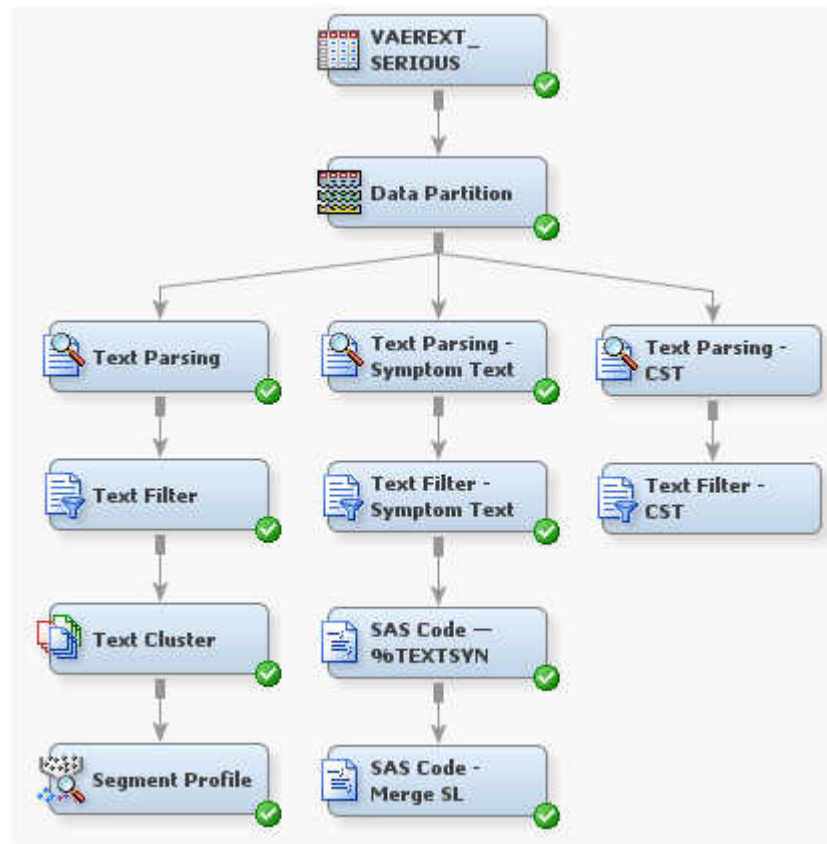 VAEREXT_
SERIOUS
Data Partition
Text Parsing
Text Parsing -
Symptom Text
Text Parsing -
CST
Text Filter
Text Filter -
Symptom Text
Text Filter -
CST
Text Cluster
SAS Code —
%TEXTSYN
Segment Profile
SAS Code -
Merge SL